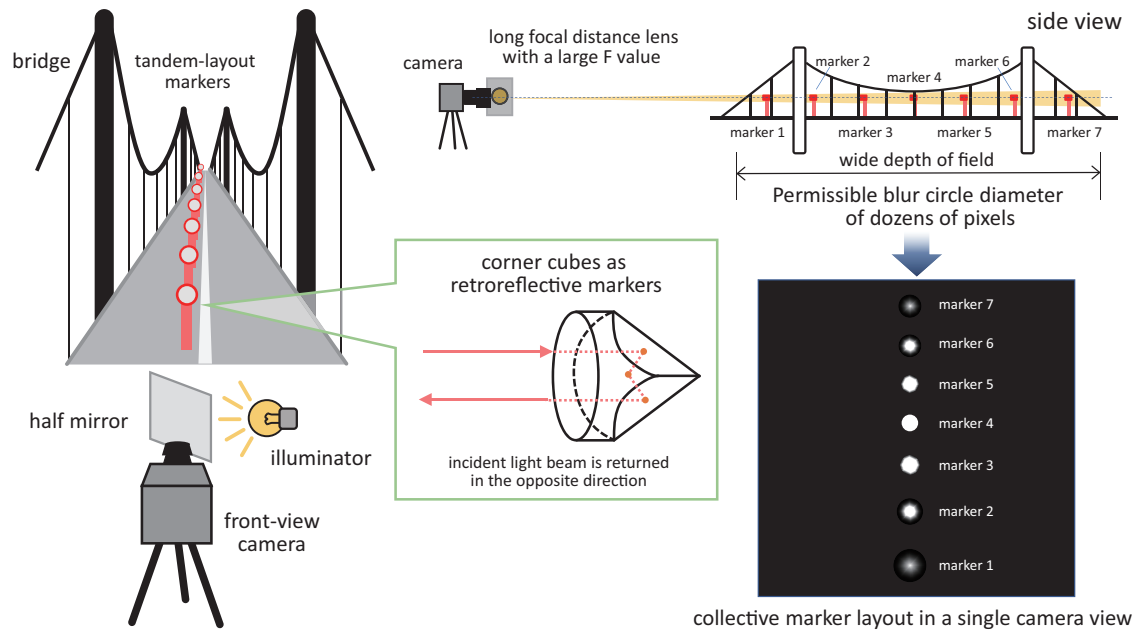 bridge
tandem-layout
markers
half mirror
illuminator
front-view
camera
corner cubes as
retroreflective markers
incident light beam is returned
in the opposite direction
camera
long focal distance lens
with a large F value
side view
marker 2
marker 6
marker 4
marker 1
marker 3
marker 5
marker 7
wide depth of field
Permissible blur circle diameter
of dozens of pixels
marker 7
marker 6
marker 5
marker 4
marker 3
marker 2
marker 1
collective marker layout in a single camera view